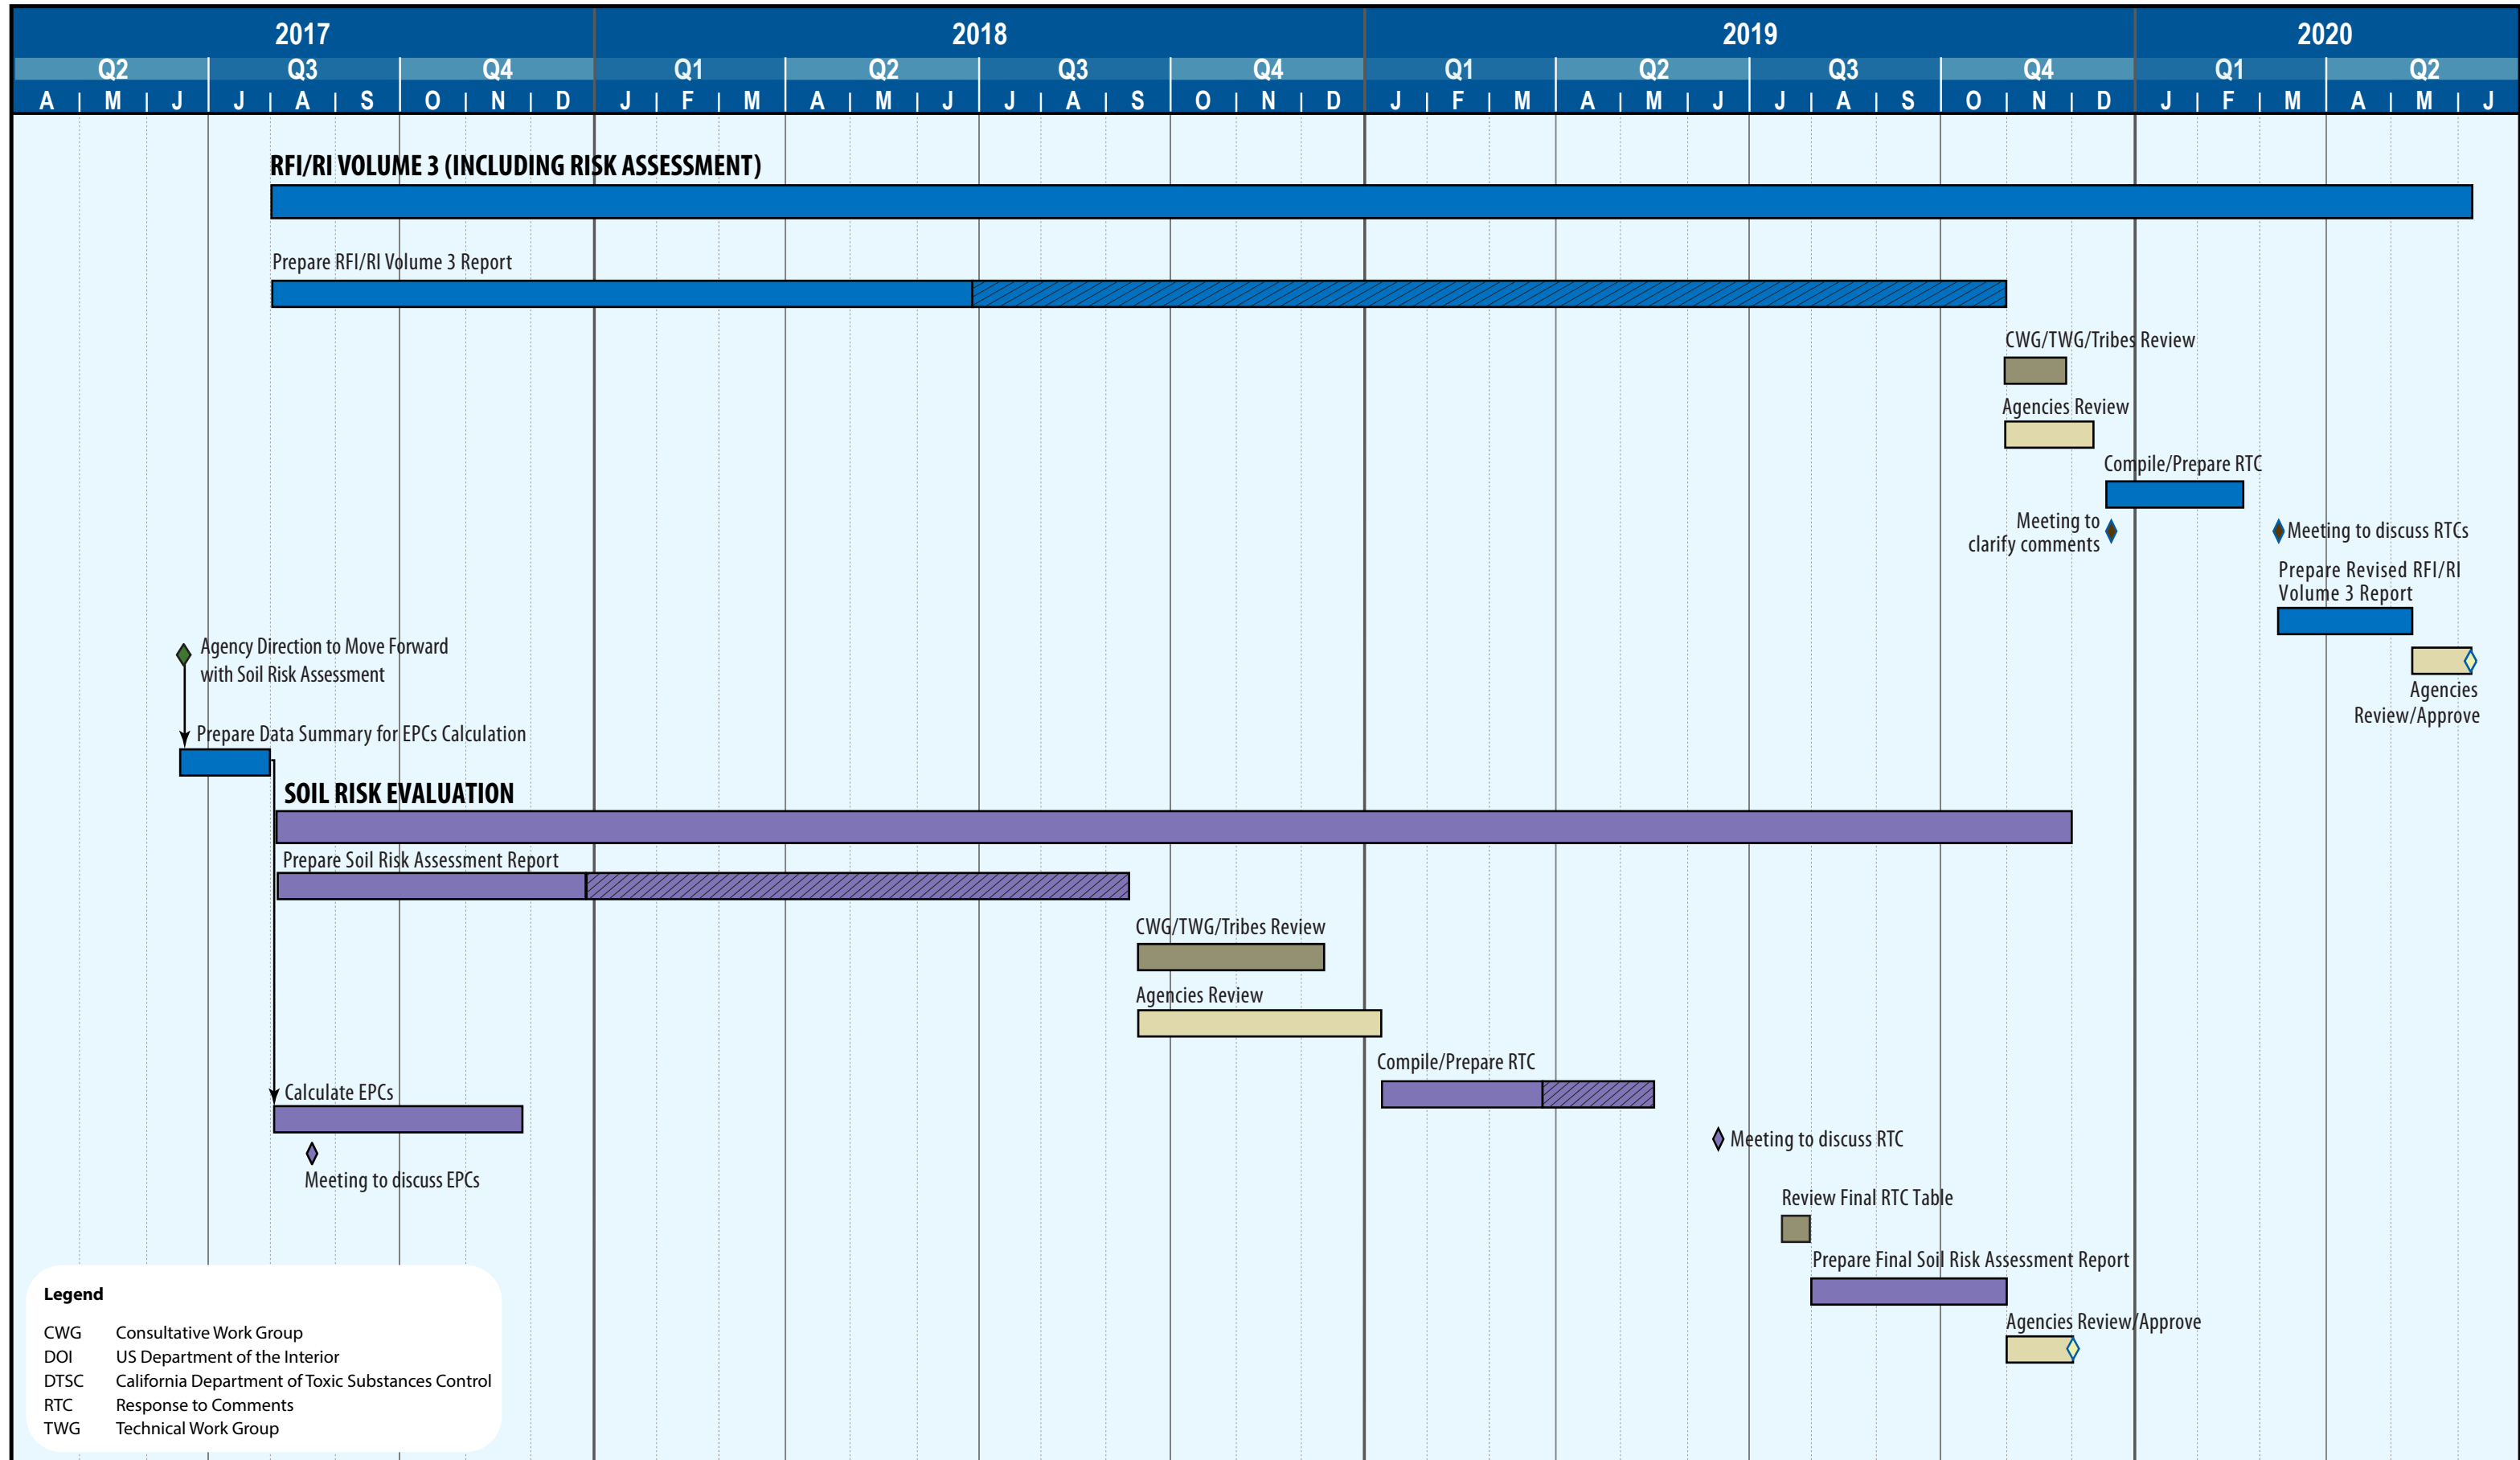 2017 2018 2019 2020
Q2 Q3 Q4 Q1 Q2 Q3 Q4 Q1 Q2 Q3 Q4 Q1 Q2
A M J J A S O N D J F M A M J J A S O N D J F M A M J J A S O N D J F M A M J
RFI/RI VOLUME 3 (INCLUDING RISK ASSESSMENT)
Prepare RFI/RI Volume 3 Report
CWG/TWG/Tribes Review
Agencies Review
Compile/Prepare RTC
Meeting to
clarify comments
Meeting to discuss RTCs
Prepare Revised RFI/RI
Volume 3 Report
Agencies
Review/Approve
Agency Direction to Move Forward
with Soil Risk Assessment
Prepare Data Summary for EPCs Calculation
SOIL RISK EVALUATION
Prepare Soil Risk Assessment Report
CWG/TWG/Tribes Review
Agencies Review
Compile/Prepare RTC
Calculate EPCs
Meeting to discuss RTC
Meeting to discuss EPCs
Review Final RTC Table
Prepare Final Soil Risk Assessment Report
Agencies Review/Approve
Legend
CWG Consultative Work Group
DOI US Department of the Interior
DTSC California Department of Toxic Substances Control
RTC Response to Comments
TWG Technical Work Group